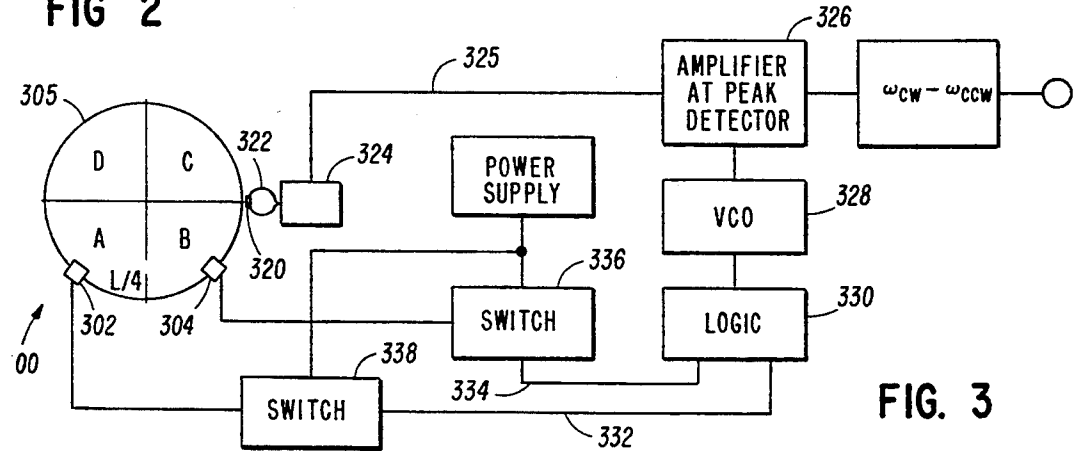 FIG 2
326
325
AMPLIFIER
AT PEAK
DETECTOR
ωCW – ωCCW
305
322
324
D
C
POWER
SUPPLY
328
VCO
A
B
L/4
320
336
330
302
304
SWITCH
LOGIC
00
338
334
SWITCH
332
FIG. 3